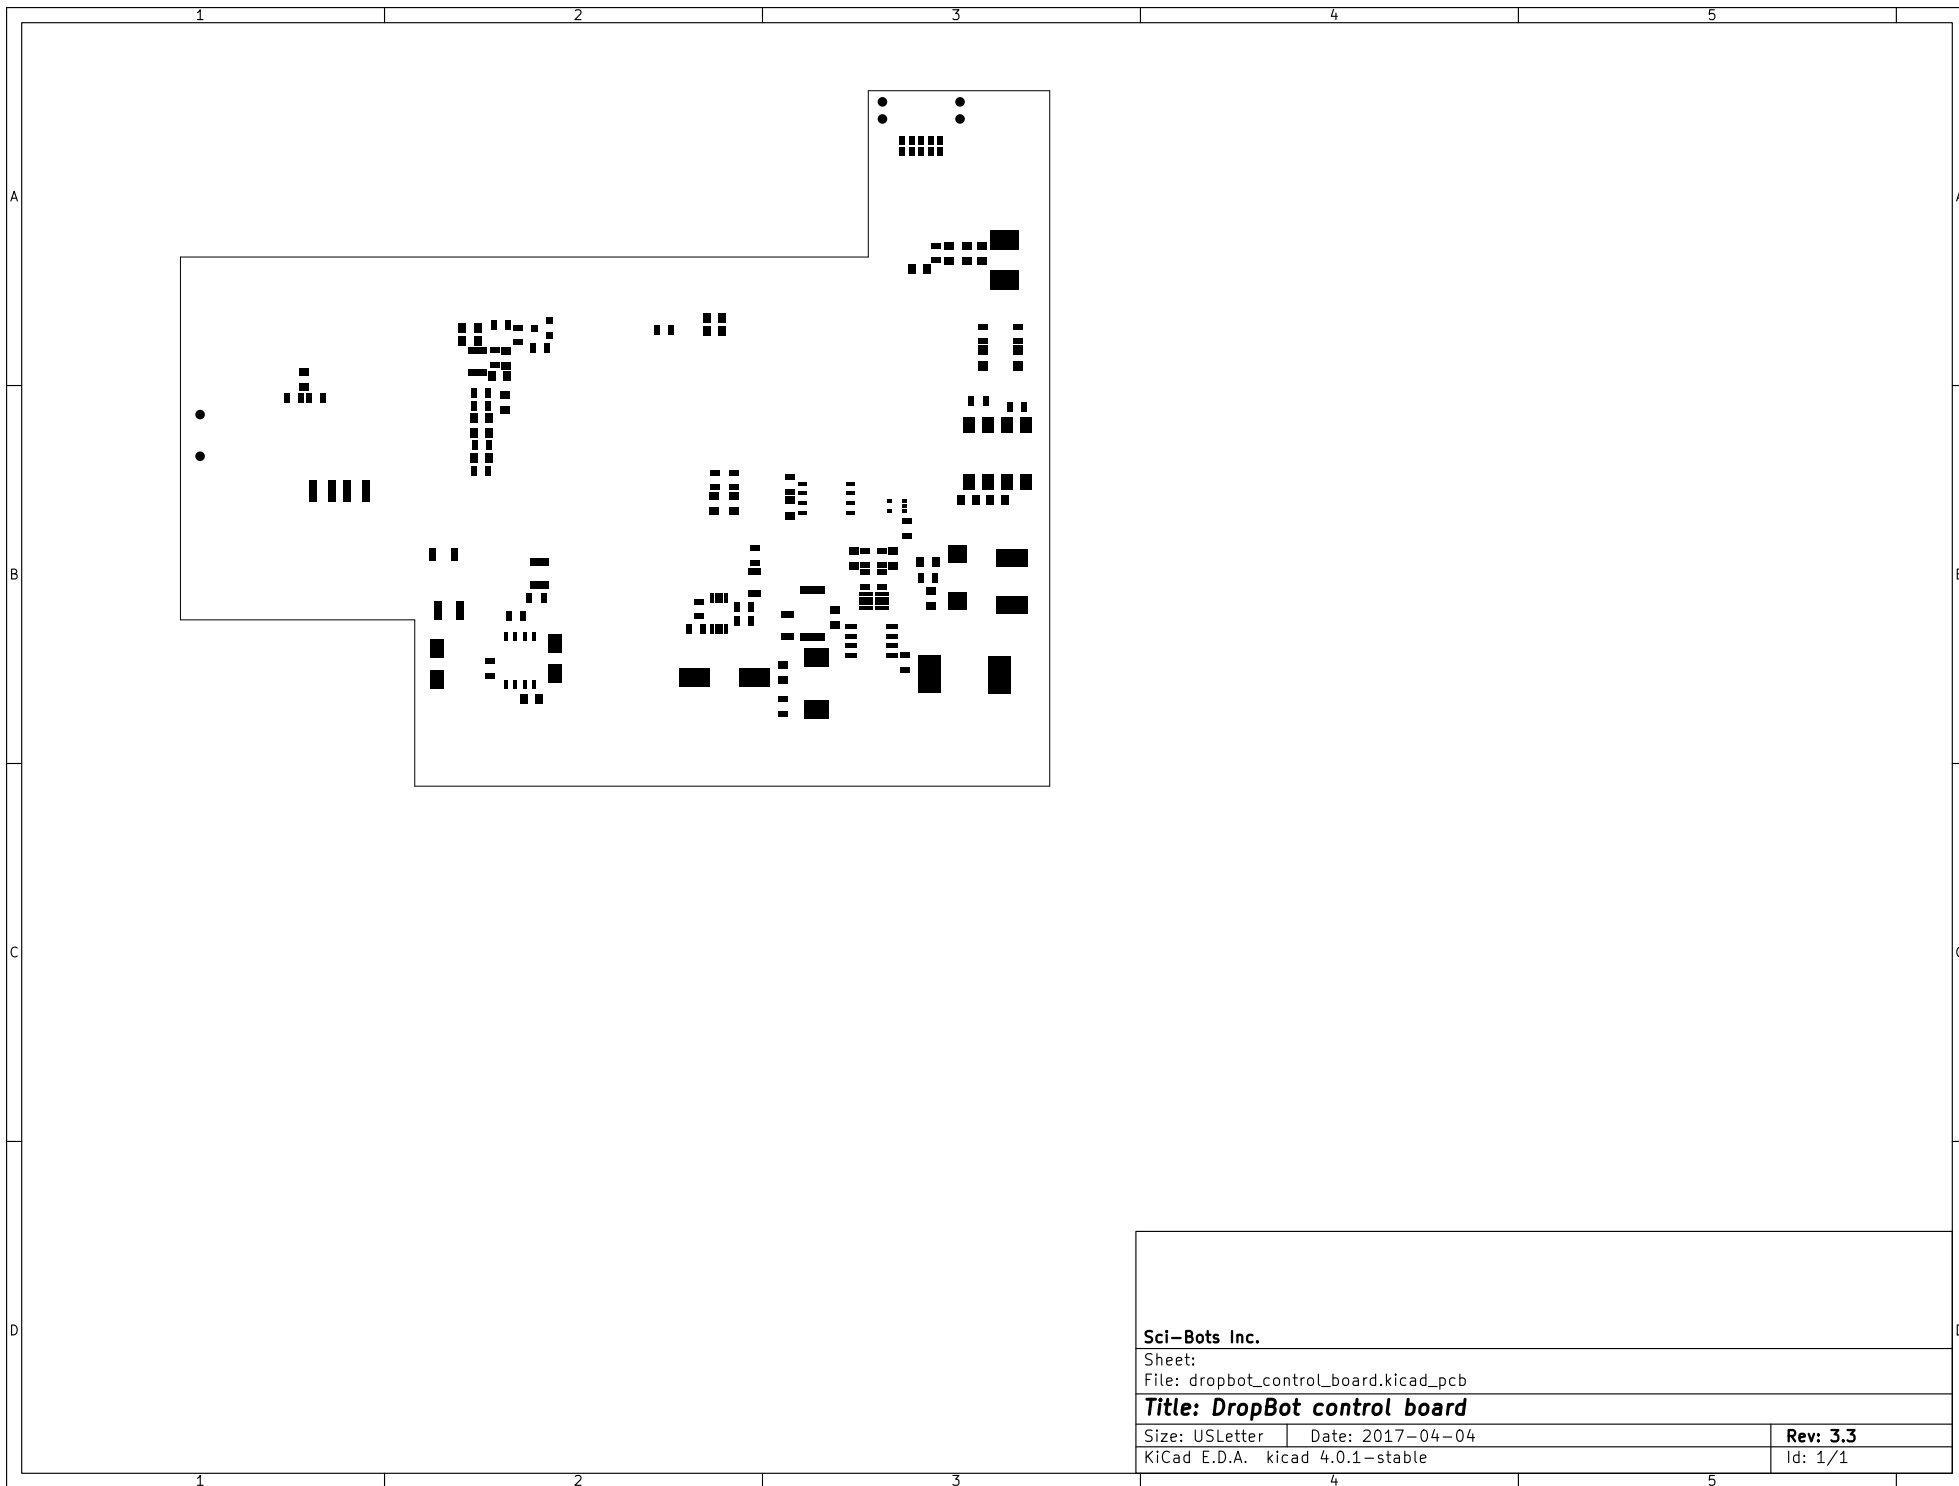 1 2 3 4 5
A A
B B
C C
D D
Sci-Bots Inc.
Sheet:
File: dropbot_control_board.kicad_pcb
Title: DropBot control board
Size: USLetter Date: 2017-04-04 Rev: 3.3
KiCad E.D.A. kicad 4.0.1-stable Id: 1/1
1 2 3 4 5